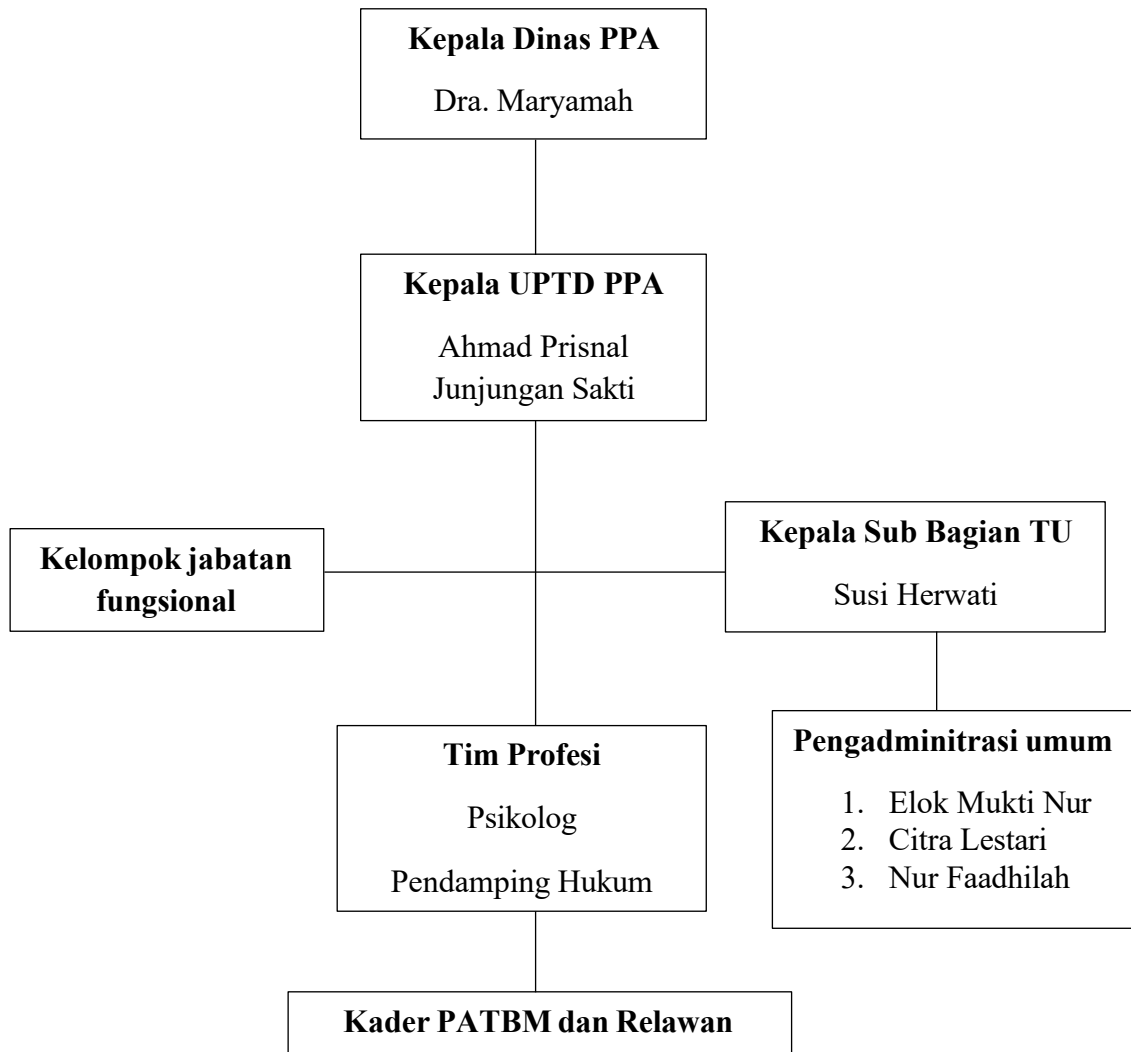 Kepala Dinas PPA
Dra. Maryamah
Kepala UPTD PPA
Ahmad Prisnal
Junjungan Sakti
Kelompok jabatan
fungsional
Kepala Sub Bagian TU
Susi Herwati
Tim Profesi
Psikolog
Pendamping Hukum
Pengadminitrasi umum
1. Elok Mukti Nur
2. Citra Lestari
3. Nur Faadhilah
Kader PATBM dan Relawan